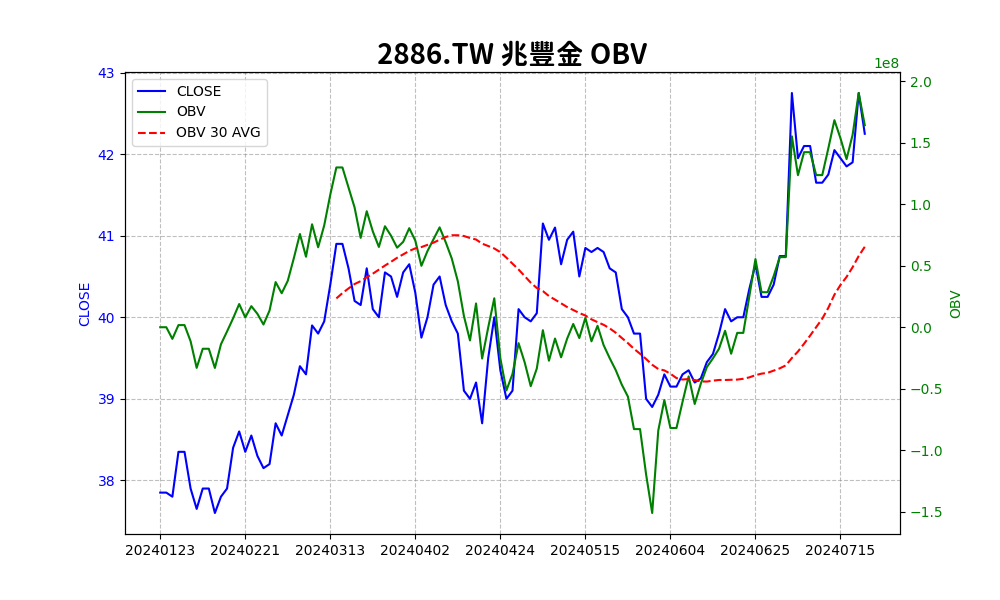 2886.TW 兆豐金 OBV
1e8
CLOSE
OBV
OBV 30 AVG
43
42
41
40
39
38
CLOSE
2.0
1.5
1.0
0.5
0.0
−0.5
−1.0
−1.5
OBV
20240123 20240221 20240313 20240402 20240424 20240515 20240604 20240625 20240715